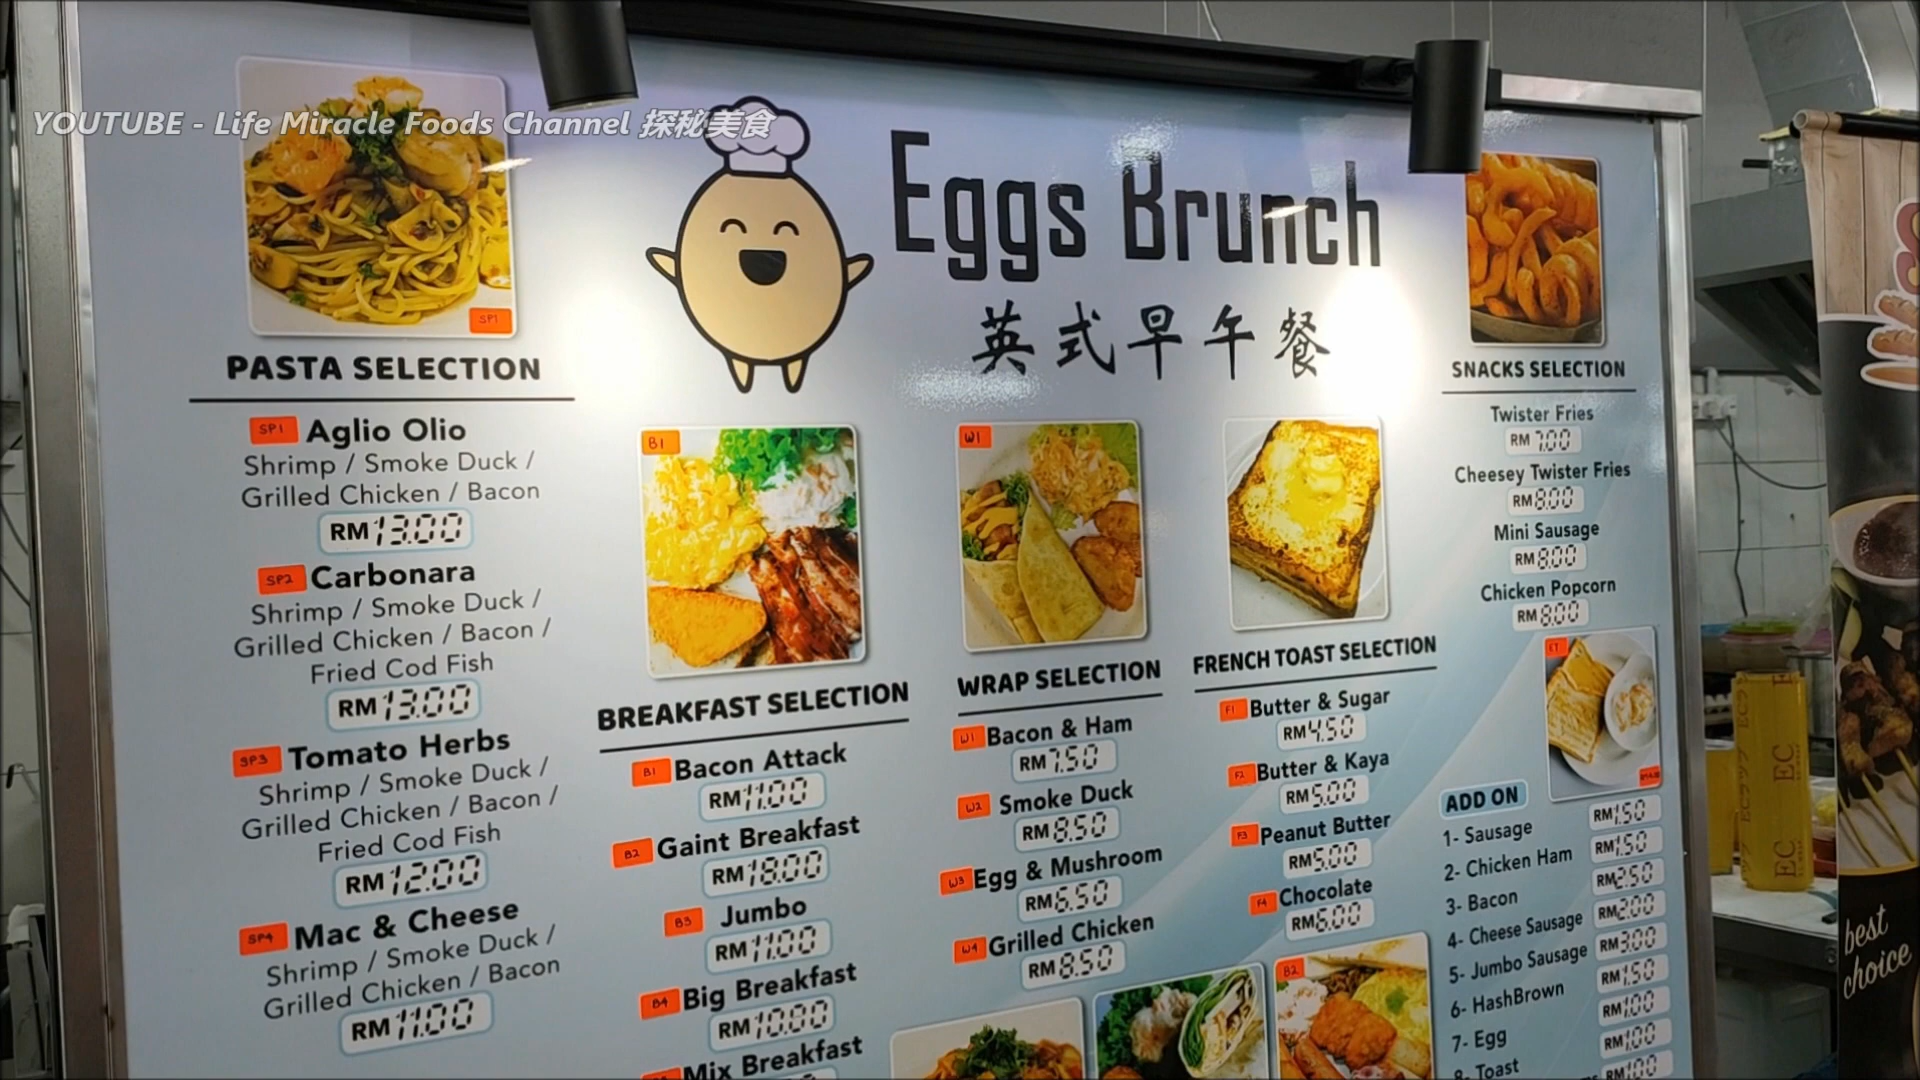 YOUTUBE - Life Miracle Foods Channel 探秘美食
Eggs Brunch
英式早午餐
SP1
PASTA SELECTION
SP1 Aglio Olio
Shrimp / Smoke Duck /
Grilled Chicken / Bacon
RM13.00
SP2 Carbonara
Shrimp / Smoke Duck /
Grilled Chicken / Bacon /
Fried Cod Fish
RM13.00
SP3 Tomato Herbs
Shrimp / Smoke Duck /
Grilled Chicken / Bacon /
Fried Cod Fish
RM12.00
SP4 Mac & Cheese
Shrimp / Smoke Duck /
Grilled Chicken / Bacon
RM11.00
B1
BREAKFAST SELECTION
B1 Bacon Attack
RM11.00
B2 Gaint Breakfast
RM18.00
B3 Jumbo
RM11.00
B4 Big Breakfast
RM10.00
Mix Breakfast
W1
WRAP SELECTION
W1 Bacon & Ham
RM7.50
W2 Smoke Duck
RM8.50
W3 Egg & Mushroom
RM6.50
W4 Grilled Chicken
RM8.50
FRENCH TOAST SELECTION
F1 Butter & Sugar
RM4.50
F2 Butter & Kaya
RM5.00
F3 Peanut Butter
RM5.00
F4 Chocolate
RM6.00
B2
SNACKS SELECTION
Twister Fries
RM7.00
Cheesey Twister Fries
RM8.00
Mini Sausage
RM8.00
Chicken Popcorn
RM8.00
ADD ON
1- Sausage RM1.50
2- Chicken Ham RM1.50
3- Bacon RM2.50
4- Cheese Sausage RM2.00
5- Jumbo Sausage RM3.00
6- HashBrown RM1.50
7- Egg RM1.00
8- Toast RM1.00
RM1.00
EC
EC
best
choice